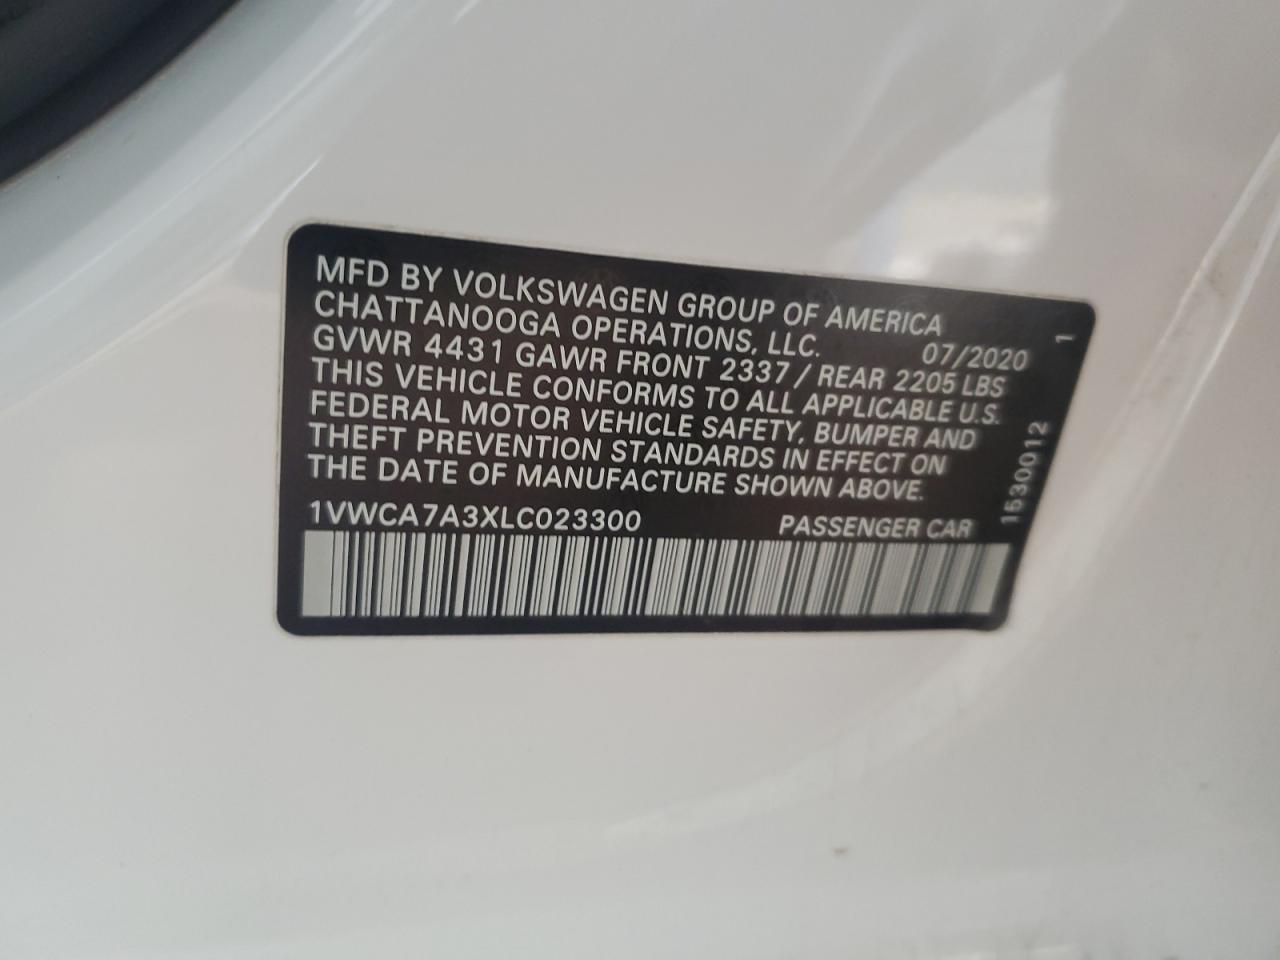 MFD BY VOLKSWAGEN GROUP OF AMERICA
CHATTANOOGA OPERATIONS, LLC. 07/2020 1
GVWR 4431 GAWR FRONT 2337 / REAR 2205 LBS
THIS VEHICLE CONFORMS TO ALL APPLICABLE U.S.
FEDERAL MOTOR VEHICLE SAFETY, BUMPER AND
THEFT PREVENTION STANDARDS IN EFFECT ON
THE DATE OF MANUFACTURE SHOWN ABOVE.
1VWCA7A3XLC023300 PASSENGER CAR
1530012